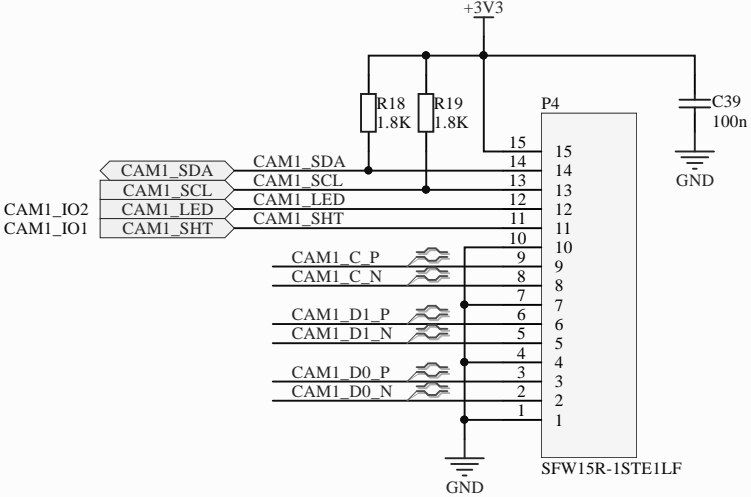 +3V3
R18
1.8K
R19
1.8K
P4
C39
100n
GND
15 15
CAM1_SDA CAM1_SDA 14 14
CAM1_SCL CAM1_SCL 13 13
CAM1_IO2 CAM1_LED CAM1_LED 12 12
CAM1_IO1 CAM1_SHT CAM1_SHT 11 11
10 10
CAM1_C_P 9 9
CAM1_C_N 8 8
7 7
CAM1_D1_P 6 6
CAM1_D1_N 5 5
4 4
CAM1_D0_P 3 3
CAM1_D0_N 2 2
1 1
SFW15R-1STE1LF
GND